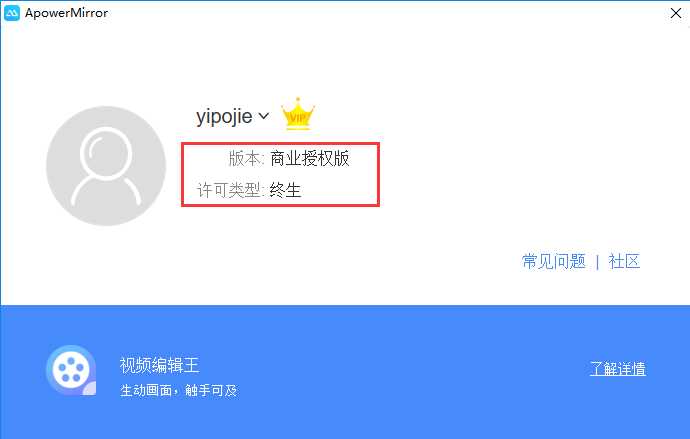 ApowerMirror
yipojie
VIP
版本: 商业授权版
许可类型: 终生
常见问题 | 社区
视频编辑王
生动画面，触手可及
了解详情